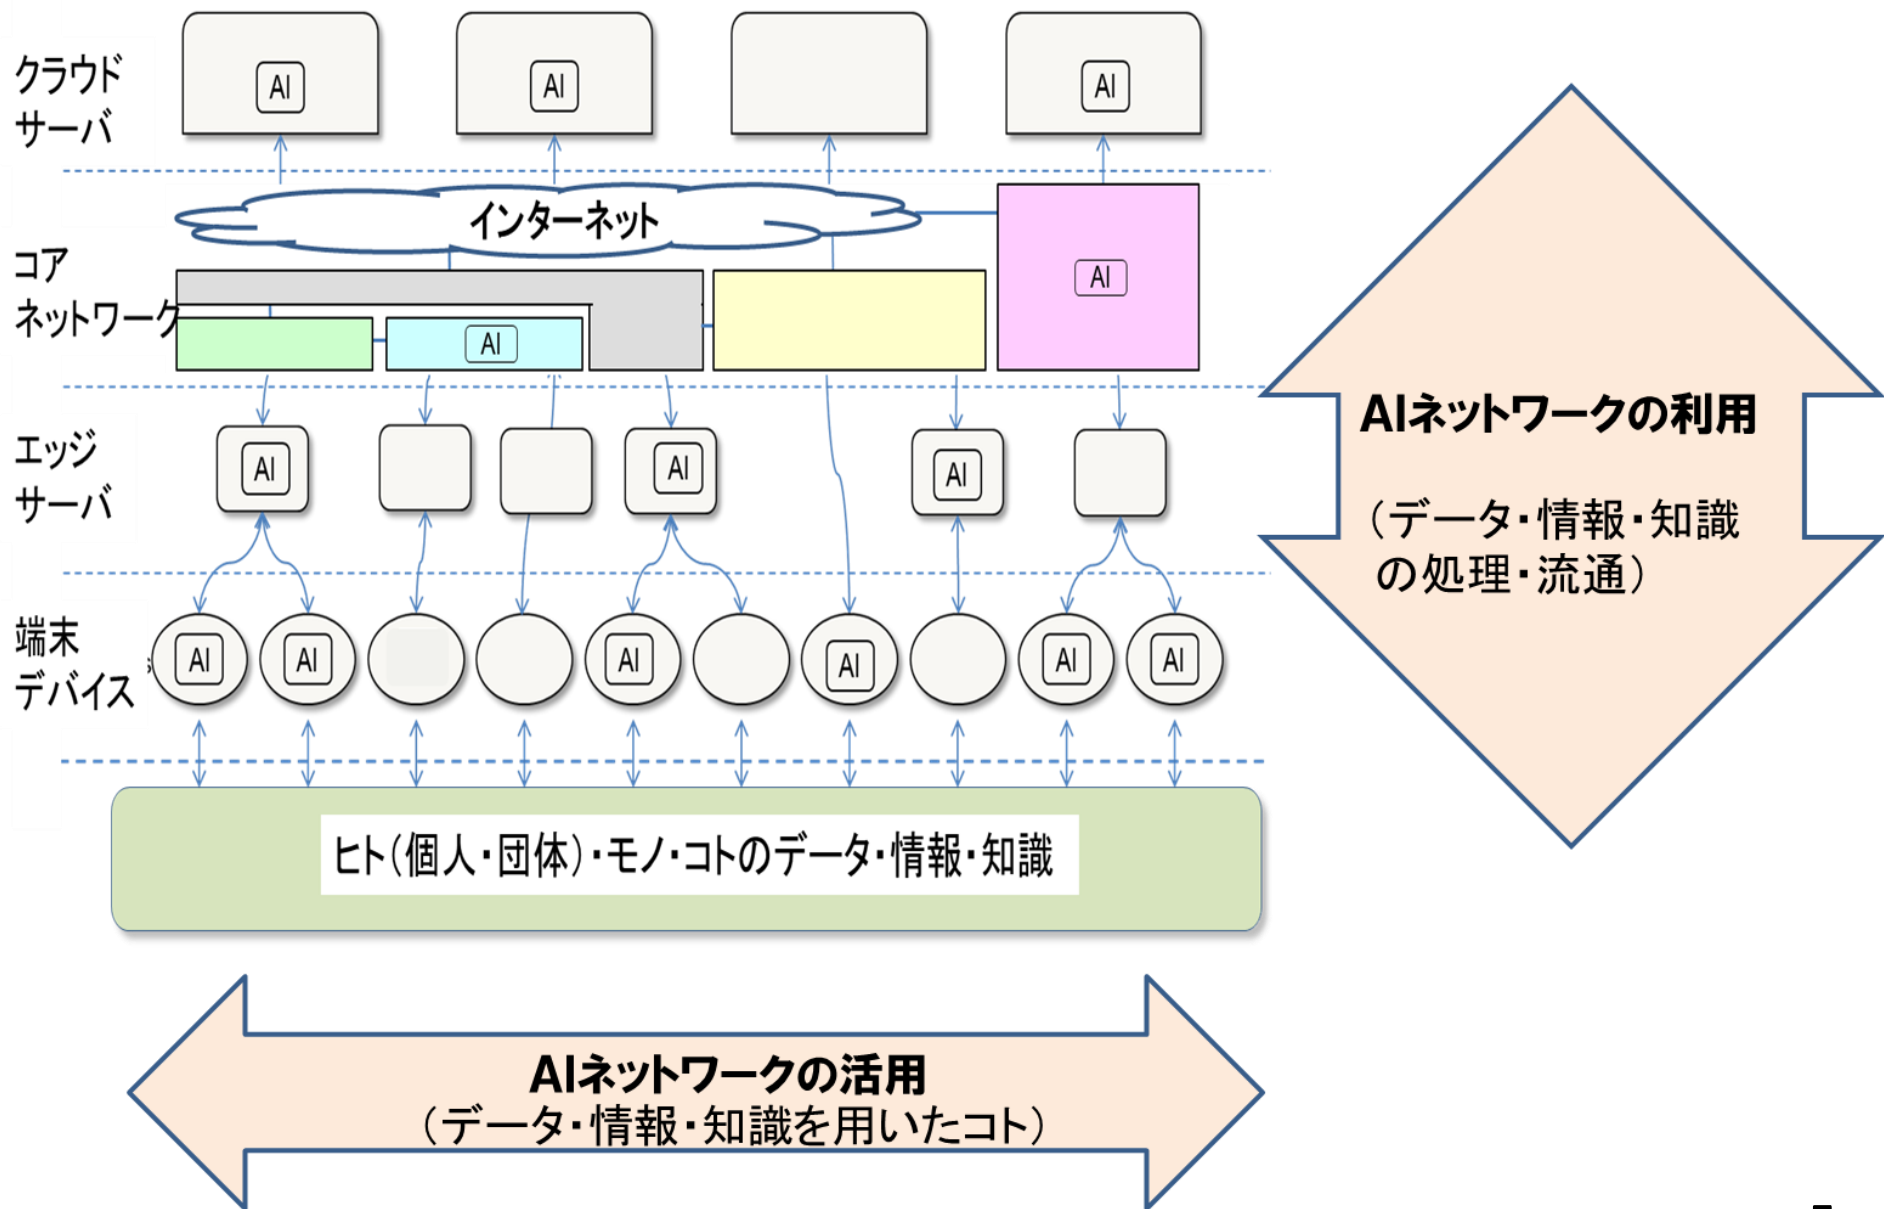 クラウド
サーバ
AI
AI
AI
インターネット
コア
ネットワーク
AI
AI
エッジ
サーバ
AI
AI
AI
端末
デバイス
AI
AI
AI
AI
AI
AI
ヒト(個人・団体)・モノ・コトのデータ・情報・知識
AIネットワークの利用
(データ・情報・知識
の処理・流通)
AIネットワークの活用
(データ・情報・知識を用いたコト)